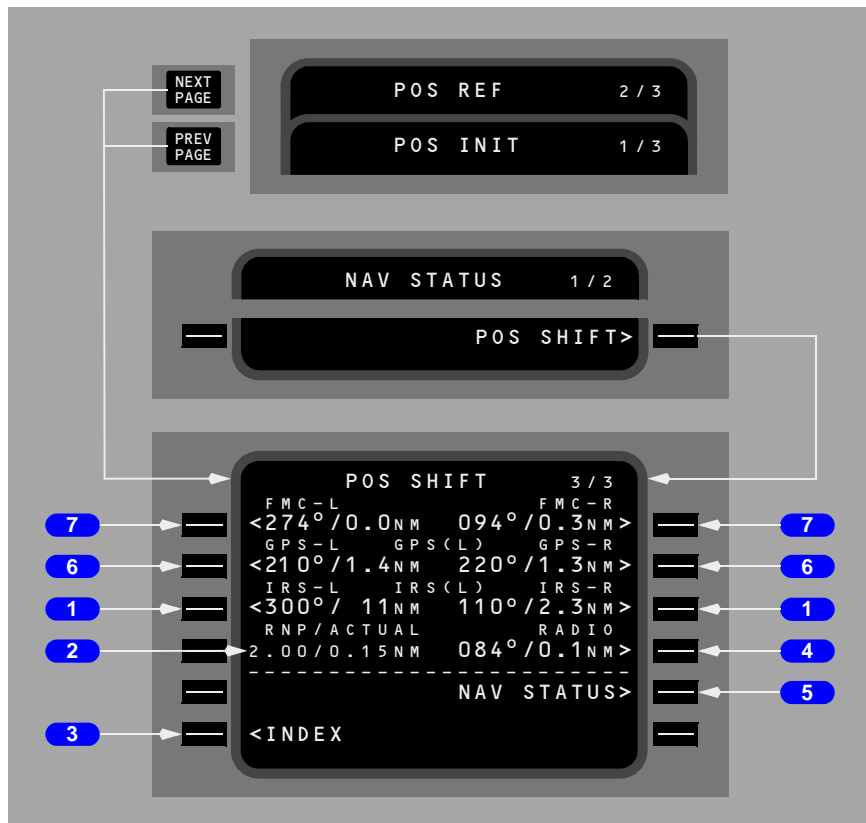 NEXT PAGE
POS REF 2/3
PREV PAGE
POS INIT 1/3
NAV STATUS 1/2
POS SHIFT>
POS SHIFT 3/3
FMC-L FMC-R
7 <274°/0.0NM 094°/0.3NM> 7
GPS-L GPS(L) GPS-R
6 <210°/1.4NM 220°/1.3NM> 6
IRS-L IRS(L) IRS-R
1 <300°/ 11NM 110°/2.3NM> 1
RNP/ACTUAL RADIO
2 2.00/0.15NM 084°/0.1NM> 4
------------------------
NAV STATUS> 5
3 <INDEX